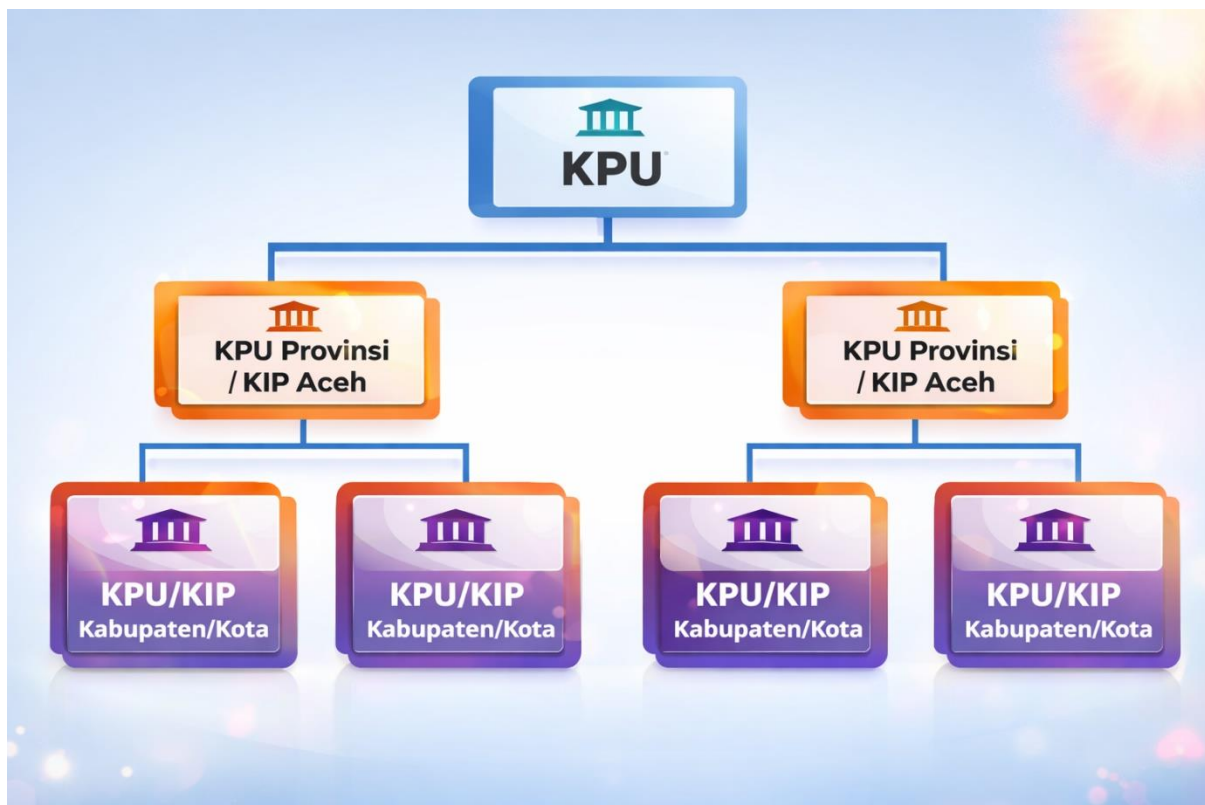 KPU
KPU Provinsi
/ KIP Aceh
KPU Provinsi
/ KIP Aceh
KPU/KIP
Kabupaten/Kota
KPU/KIP
Kabupaten/Kota
KPU/KIP
Kabupaten/Kota
KPU/KIP
Kabupaten/Kota